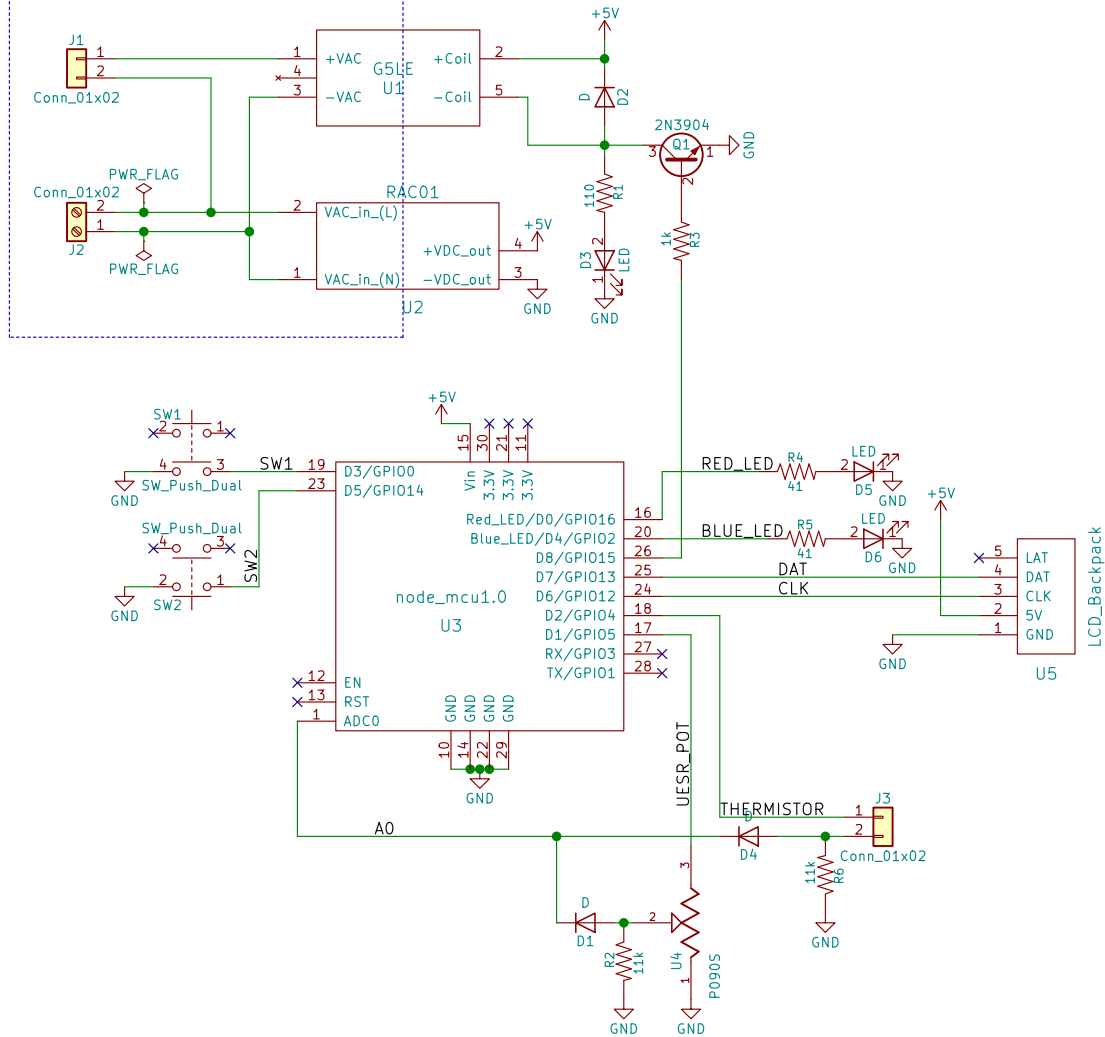 +5V
J1
1
2
Conn_01x02
1
4
3
+VAC
-VAC
G5LE
U1
+Coil
-Coil
2
5
D
D2
2N3904
Q1
3
1
2
GND
PWR_FLAG
Conn_01x02
2
1
J2
PWR_FLAG
RAC01
2
VAC_in_(L)
1
VAC_in_(N)
+VDC_out
-VDC_out
4
3
+5V
GND
U2
110
R1
2
D3
LED
1
GND
1k
R3
+5V
15
30
21
11
Vin
3.3V
3.3V
3.3V
SW1
2
1
4
3
SW_Push_Dual
GND
SW1
19
D3/GPIO0
23
D5/GPIO14
SW_Push_Dual
4
3
2
1
SW2
GND
SW2
Red_LED/D0/GPIO16
16
Blue_LED/D4/GPIO2
20
D8/GPIO15
26
D7/GPIO13
25
D6/GPIO12
24
D2/GPIO4
18
D1/GPIO5
17
RX/GPIO3
27
TX/GPIO1
28
node_mcu1.0
U3
12
EN
13
RST
1
ADC0
GND
GND
GND
GND
10
14
22
29
GND
RED_LED
R4
41
2
LED
1
D5
GND
BLUE_LED
R5
41
2
LED
1
D6
GND
DAT
CLK
+5V
5
LAT
4
DAT
3
CLK
2
5V
1
GND
GND
U5
LCD_Backpack
UESR_POT
THERMISTOR
J3
1
2
Conn_01x02
A0
D
D4
11k
R6
GND
D
D1
R2
11k
GND
3
2
1
U4
P090S
GND